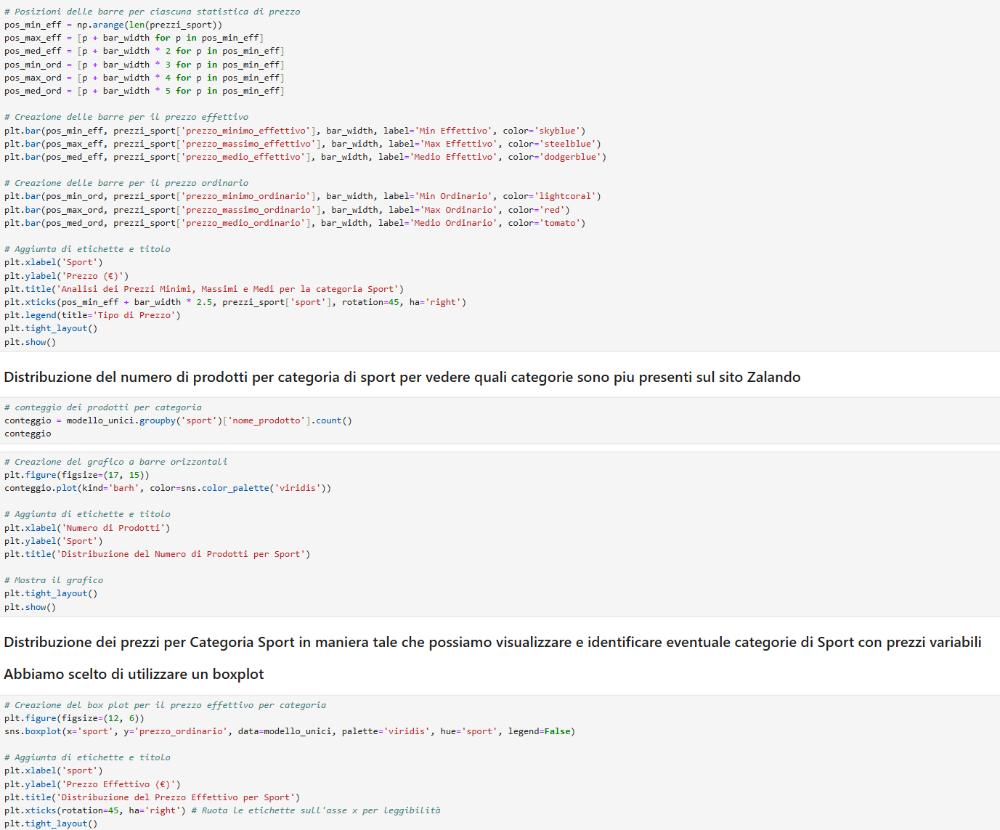 # Posizioni delle barre per ciascuna statistica di prezzo
pos_min_eff = np.arange(len(prezzi_sport))
pos_max_eff = [p + bar_width for p in pos_min_eff]
pos_med_eff = [p + bar_width * 2 for p in pos_min_eff]
pos_min_ord = [p + bar_width * 3 for p in pos_min_eff]
pos_max_ord = [p + bar_width * 4 for p in pos_min_eff]
pos_med_ord = [p + bar_width * 5 for p in pos_min_eff]
# Creazione delle barre per il prezzo effettivo
plt.bar(pos_min_eff, prezzi_sport['prezzo_minimo_effettivo'], bar_width, label='Min Effettivo', color='skyblue')
plt.bar(pos_max_eff, prezzi_sport['prezzo_massimo_effettivo'], bar_width, label='Max Effettivo', color='steelblue')
plt.bar(pos_med_eff, prezzi_sport['prezzo_medio_effettivo'], bar_width, label='Medio Effettivo', color='dodgerblue')
# Creazione delle barre per il prezzo ordinario
plt.bar(pos_min_ord, prezzi_sport['prezzo_minimo_ordinario'], bar_width, label='Min Ordinario', color='lightcoral')
plt.bar(pos_max_ord, prezzi_sport['prezzo_massimo_ordinario'], bar_width, label='Max Ordinario', color='red')
plt.bar(pos_med_ord, prezzi_sport['prezzo_medio_ordinario'], bar_width, label='Medio Ordinario', color='tomato')
# Aggiunta di etichette e titolo
plt.xlabel('Sport')
plt.ylabel('Prezzo (€)')
plt.title('Analisi dei Prezzi Minimi, Massimi e Medi per la categoria Sport')
plt.xticks(pos_min_eff + bar_width * 2.5, prezzi_sport['sport'], rotation=45, ha='right')
plt.legend(title='Tipo di Prezzo')
plt.tight_layout()
plt.show()
Distribuzione del numero di prodotti per categoria di sport per vedere quali categorie sono piu presenti sul sito Zalando
# conteggio dei prodotti per categoria
conteggio = modello_unici.groupby('sport')['nome_prodotto'].count()
conteggio
# Creazione del grafico a barre orizzontali
plt.figure(figsize=(17, 15))
conteggio.plot(kind='barh', color=sns.color_palette('viridis'))
# Aggiunta di etichette e titolo
plt.xlabel('Numero di Prodotti')
plt.ylabel('Sport')
plt.title('Distribuzione del Numero di Prodotti per Sport')
# Mostra il grafico
plt.tight_layout()
plt.show()
Distribuzione dei prezzi per Categoria Sport in maniera tale che possiamo visualizzare e identificare eventuale categorie di Sport con prezzi variabili
Abbiamo scelto di utilizzare un boxplot
# Creazione del box plot per il prezzo effettivo per categoria
plt.figure(figsize=(12, 6))
sns.boxplot(x='sport', y='prezzo_ordinario', data=modello_unici, palette='viridis', hue='sport', legend=False)
# Aggiunta di etichette e titolo
plt.xlabel('sport')
plt.ylabel('Prezzo Effettivo (€)')
plt.title('Distribuzione del Prezzo Effettivo per Sport')
plt.xticks(rotation=45, ha='right') # Ruota le etichette sull'asse x per leggibilità
plt.tight_layout()